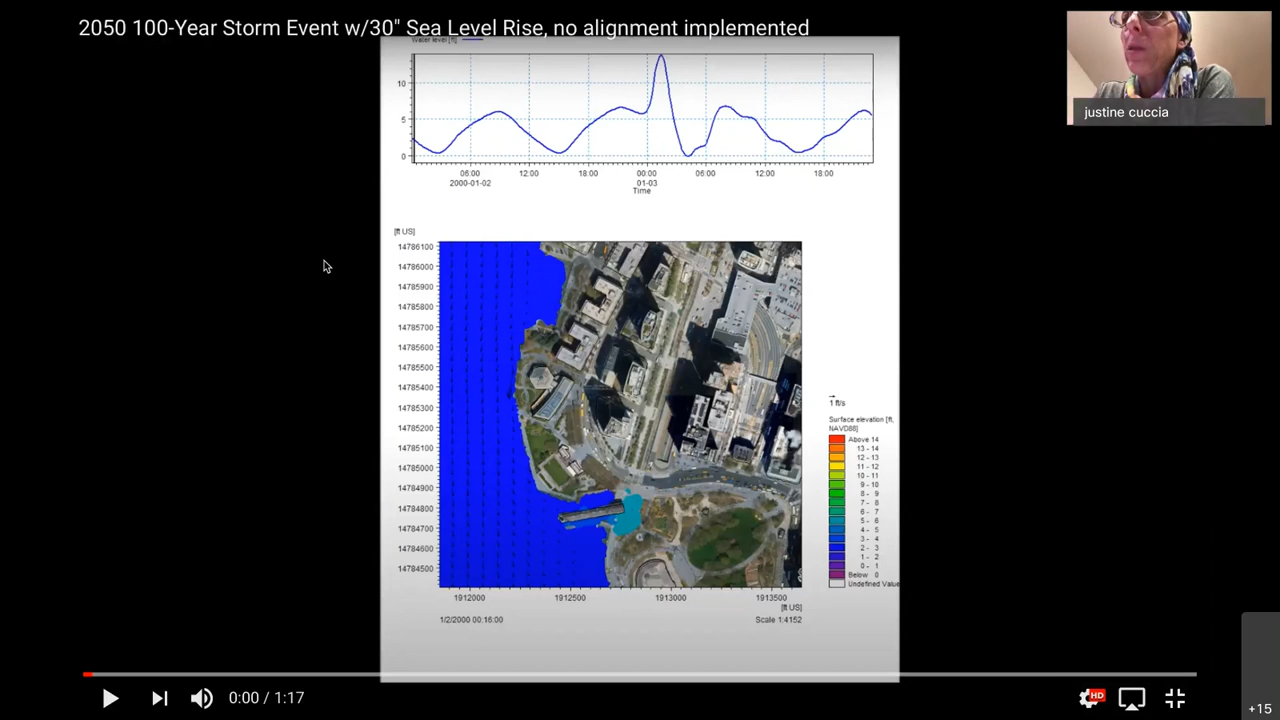 2050 100-Year Storm Event w/30" Sea Level Rise, no alignment implemented
Water level [ft]
justine cuccia
10
5
0
06:00 12:00 18:00 00:00 06:00 12:00 18:00
2000-01-02 01-03
Time
[ft US]
14786100
14786000
14785900
14785800
14785700
14785600
14785500
14785400
14785300
14785200
14785100
14785000
14784900
14784800
14784700
14784600
14784500
1912000 1912500 1913000 1913500
[ft US]
1/2/2000 00:16:00 Scale 1:4152
1 ft/s
Surface elevation [ft,
NAVD88]
Above 14
13 - 14
12 - 13
11 - 12
10 - 11
9 - 10
8 - 9
7 - 8
6 - 7
5 - 6
4 - 5
3 - 4
2 - 3
1 - 2
0 - 1
Below 0
Undefined Value
0:00 / 1:17
HD
+15